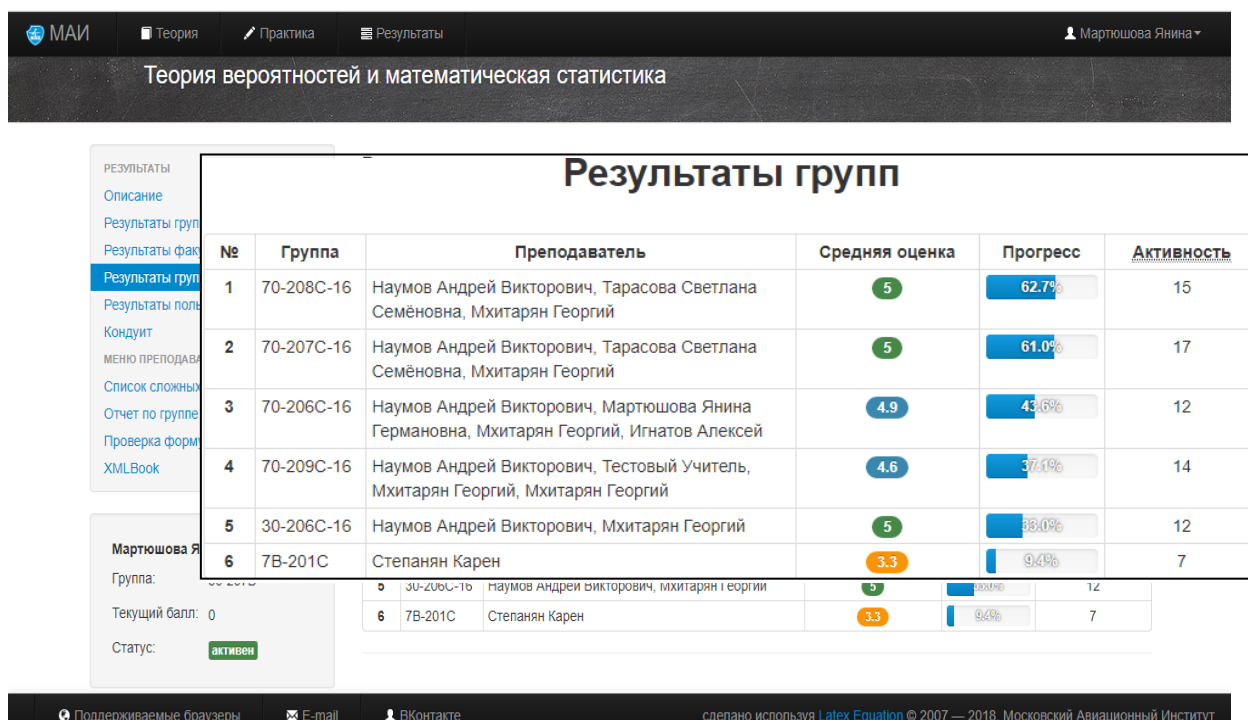 МАИ Теория Практика Результаты Мартюшова Янина
Теория вероятностей и математическая статистика
РЕЗУЛЬТАТЫ
Описание
Результаты груп
Результаты фак
Результаты груп
Результаты поль
Кондуит
МЕНЮ ПРЕПОДАВА
Список сложных
Отчет по группе
Проверка форму
XMLBook
Мартюшова Я
Группа:
Текущий балл: 0
Статус: активен
Результаты групп
№ Группа Преподаватель Средняя оценка Прогресс Активность
1 70-208С-16 Наумов Андрей Викторович, Тарасова Светлана 5 62.7% 15
Семёновна, Мхитарян Георгий
2 70-207С-16 Наумов Андрей Викторович, Тарасова Светлана 5 61.0% 17
Семёновна, Мхитарян Георгий
3 70-206С-16 Наумов Андрей Викторович, Мартюшова Янина 4.9 43.6% 12
Германовна, Мхитарян Георгий, Игнатов Алексей
4 70-209С-16 Наумов Андрей Викторович, Тестовый Учитель, 4.6 37.1% 14
Мхитарян Георгий, Мхитарян Георгий
5 30-206С-16 Наумов Андрей Викторович, Мхитарян Георгий 5 33.0% 12
6 7В-201С Степанян Карен 3.3 9.4% 7
5 30-206С-16 Наумов Андрей Викторович, Мхитарян Георгий 5 33.0% 12
6 7В-201С Степанян Карен 3.3 9.4% 7
Поддерживаемые браузеры E-mail ВКонтакте сделано используя Latex Equation © 2007 — 2018, Московский Авиационный Институт